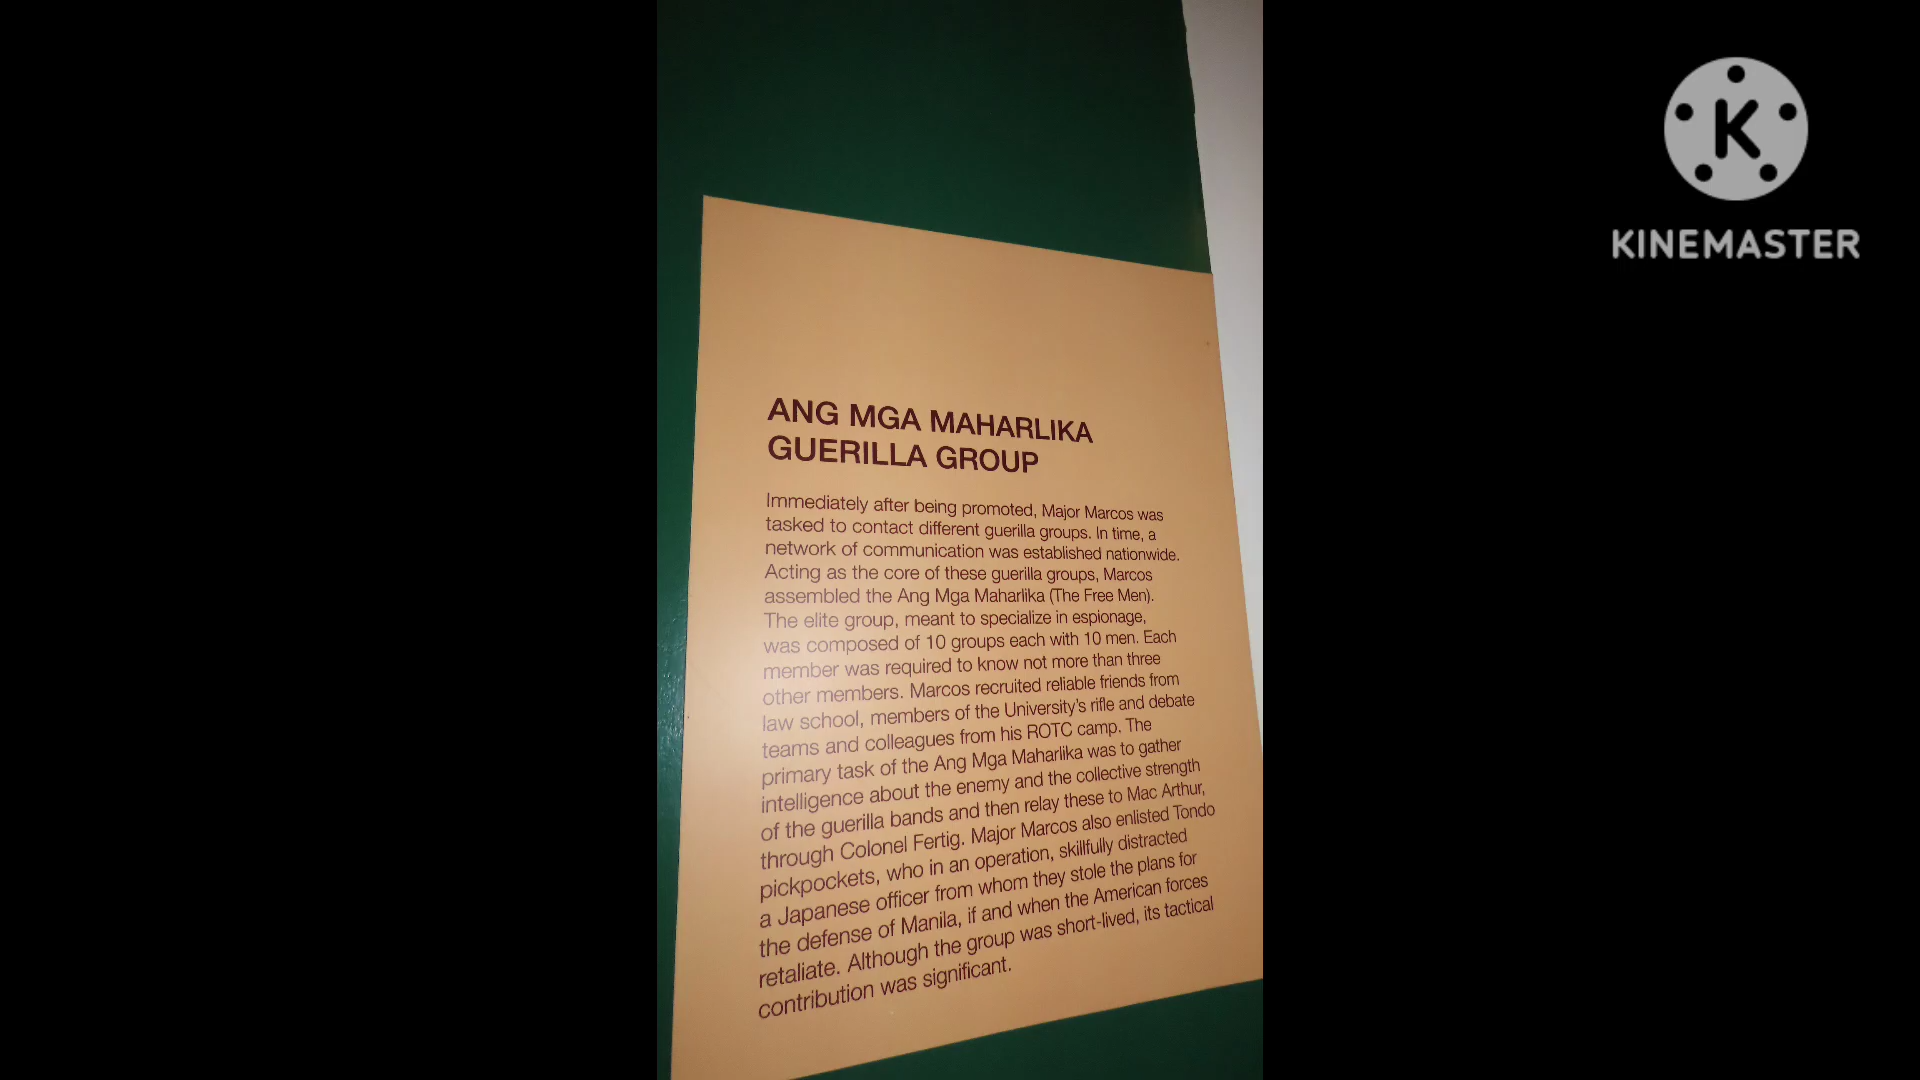 ANG MGA MAHARLIKA
GUERILLA GROUP
Immediately after being promoted, Major Marcos was
tasked to contact different guerilla groups. In time, a
network of communication was established nationwide.
Acting as the core of these guerilla groups, Marcos
assembled the Ang Mga Maharlika (The Free Men).
The elite group, meant to specialize in espionage,
was composed of 10 groups each with 10 men. Each
member was required to know not more than three
other members. Marcos recruited reliable friends from
law school, members of the University's rifle and debate
teams and colleagues from his ROTC camp. The
primary task of the Ang Mga Maharlika was to gather
intelligence about the enemy and the collective strength
of the guerilla bands and then relay these to Mac Arthur,
through Colonel Fertig. Major Marcos also enlisted Tondo
pickpockets, who in an operation, skillfully distracted
a Japanese officer from whom they stole the plans for
the defense of Manila, if and when the American forces
retaliate. Although the group was short-lived, its tactical
contribution was significant.
K
KINEMASTER